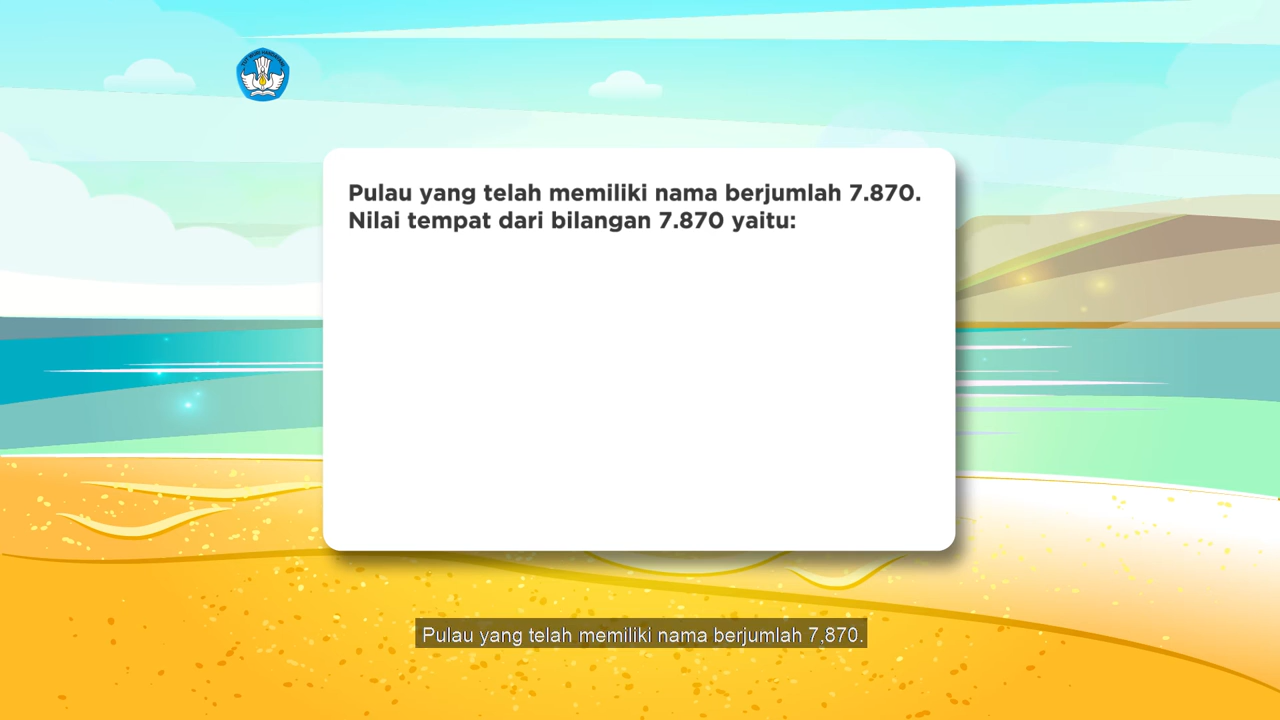 Pulau yang telah memiliki nama berjumlah 7.870.
Nilai tempat dari bilangan 7.870 yaitu:
Pulau yang telah memiliki nama berjumlah 7,870.